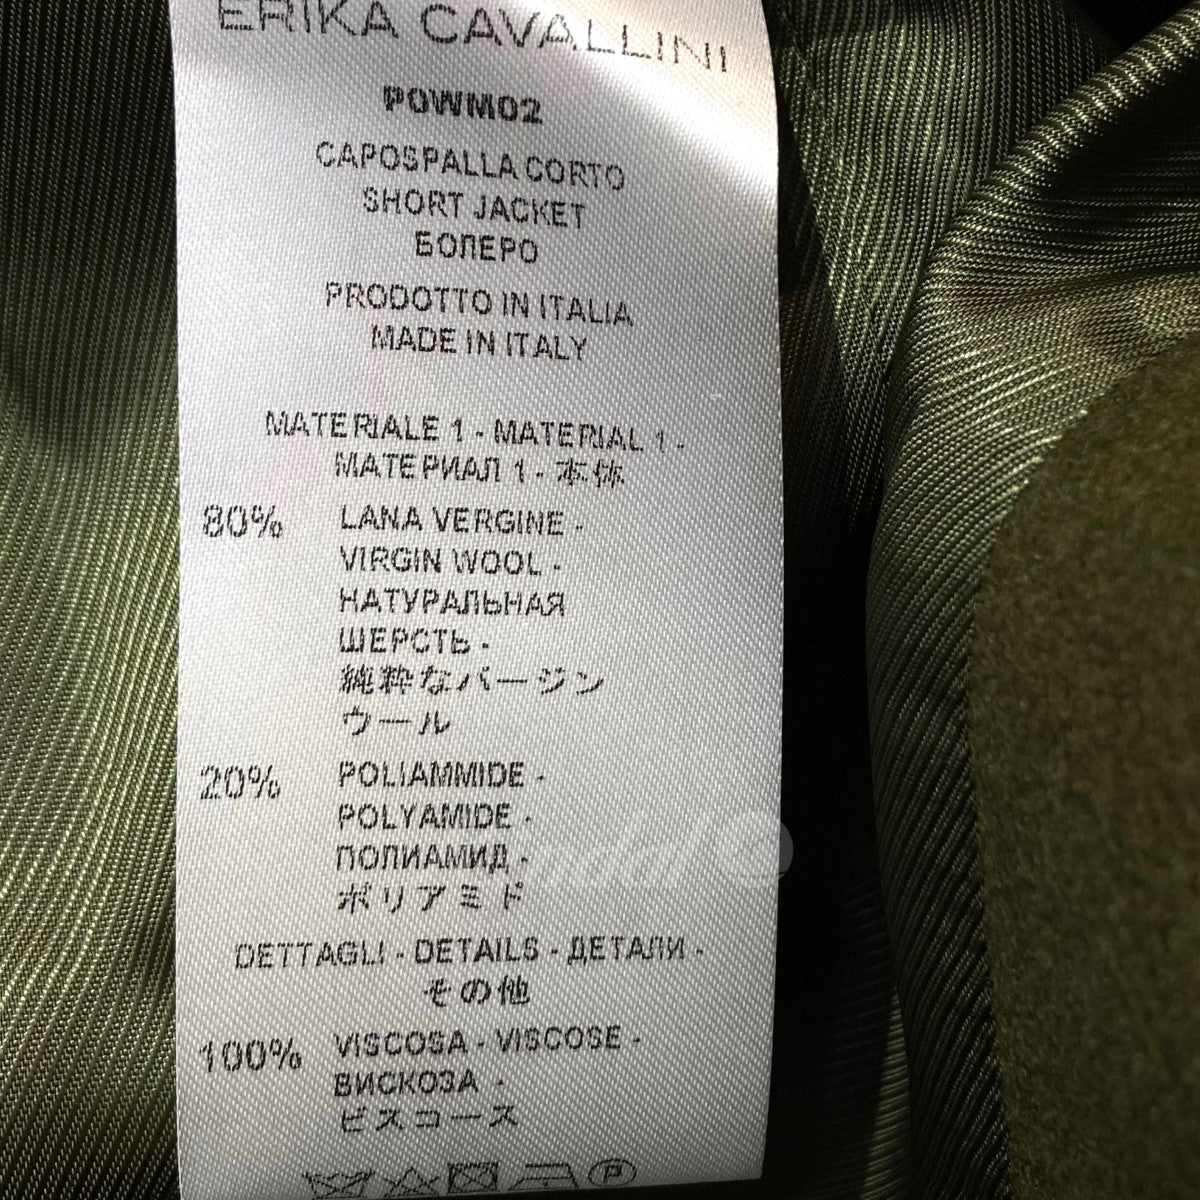 ERIKA CAVALLINI
P0WM02
CAPOSPALLA CORTO
SHORT JACKET
БОЛЕРО
PRODOTTO IN ITALIA
MADE IN ITALY
MATERIALE 1 - MATERIAL 1 -
МАТЕРИАЛ 1 - 本体
80% LANA VERGINE -
VIRGIN WOOL -
НАТУРАЛЬНАЯ
ШЕРСТЬ -
純粋なバージン
ウール
20% POLIAMMIDE -
POLYAMIDE -
ПОЛИАМИД -
ポリアミド
DETTAGLI - DETAILS - ДЕТАЛИ -
その他
100% VISCOSA - VISCOSE -
ВИСКОЗА -
ビスコース
P